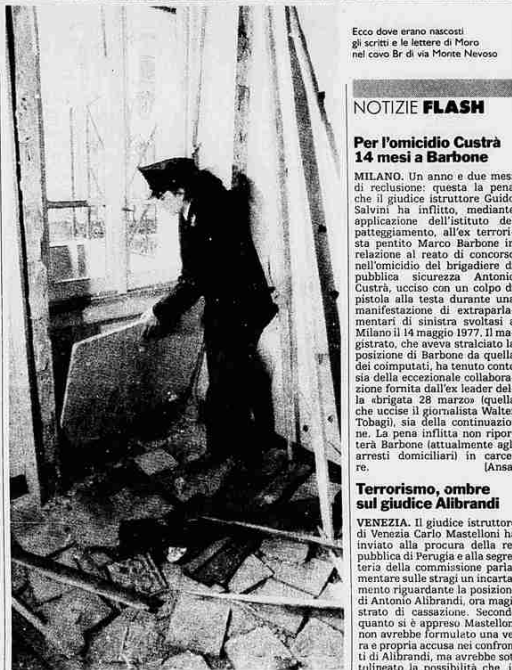 Ecco dove erano nascosti
gli scritti e le lettere di Moro
nel covo Br di via Monte Nevoso
NOTIZIE FLASH
Per l'omicidio Custrà
14 mesi a Barbone
MILANO. Un anno e due mes
di reclusione: questa la pena
che il giudice istruttore Guido
Salvini ha inflitto, mediante
applicazione dell'istituto de
patteggiamento, all'ex terrori-
sta pentito Marco Barbone in
relazione al reato di concorso
nell'omicidio del brigadiere d
pubblica sicurezza Antonio
Custrà, ucciso con un colpo d
pistola alla testa durante una
manifestazione di extraparla-
mentari di sinistra svoltasi a
Milano il 14 maggio 1977. Il ma-
gistrato, che aveva stralciato la
posizione di Barbone da quella
dei coimputati, ha tenuto conto
sia della eccezionale collabora-
zione fornita dall'ex leader del-
la «brigata 28 marzo» (quella
che uccise il giornalista Walter
Tobagi), sia della continuazio-
ne. La pena inflitta non ripor-
terà Barbone (attualmente agl
arresti domiciliari) in carce-
re. [Ansa
Terrorismo, ombre
sul giudice Alibrandi
VENEZIA. Il giudice istruttore
di Venezia Carlo Mastelloni ha
inviato alla procura della re-
pubblica di Perugia e alla segre-
teria della commissione parla-
mentare sulle stragi un incarta-
mento riguardante la posizione
di Antonio Alibrandi, ora magi-
strato di cassazione. Secondo
quanto si è appreso Mastellon
non avrebbe formulato una ve-
ra e propria accusa nei confron-
ti di Alibrandi, ma avrebbe sot-
tolineato la possibilità che